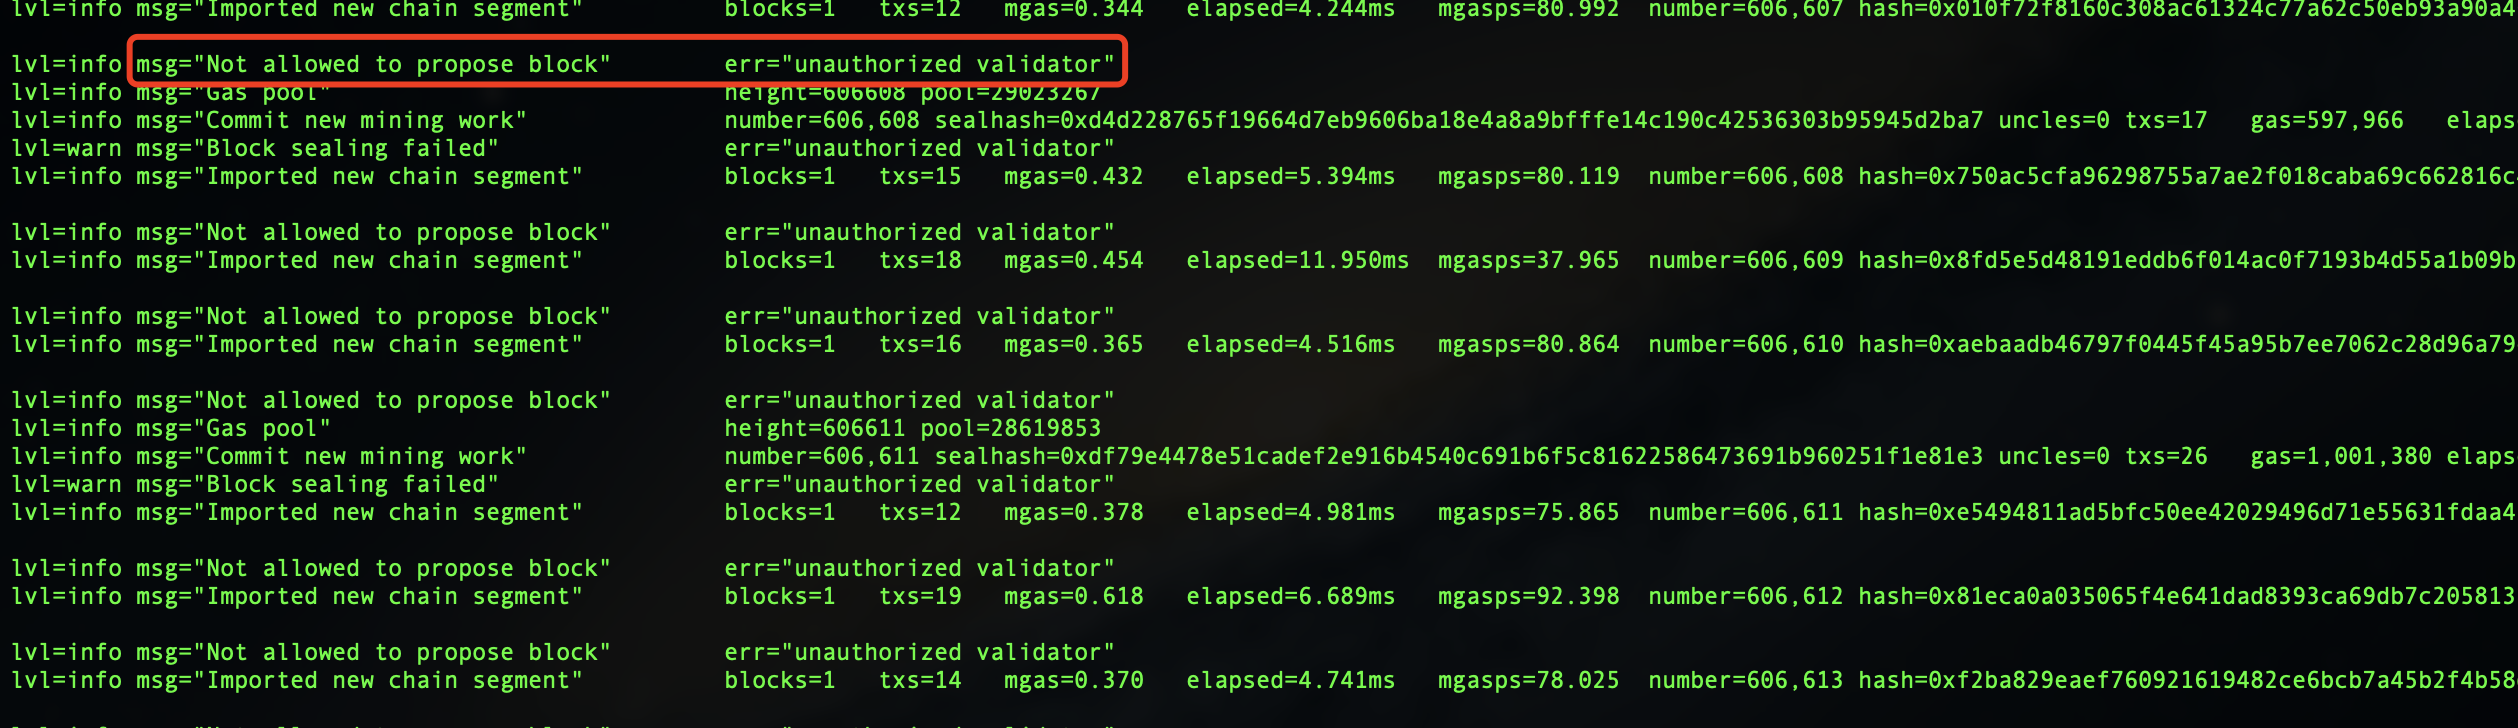 lvl=info msg="Imported new chain segment" blocks=1 txs=12 mgas=0.344 elapsed=4.244ms mgasps=80.992 number=606,607 hash=0x010f72f8160c308ac61324c77a62c50eb93a90a4
lvl=info msg="Not allowed to propose block" err="unauthorized validator"
lvl=info msg="Gas pool" height=606608 pool=29023267
lvl=info msg="Commit new mining work" number=606,608 sealhash=0xd4d228765f19664d7eb9606ba18e4a8a9bfffe14c190c42536303b95945d2ba7 uncles=0 txs=17 gas=597,966 elaps
lvl=warn msg="Block sealing failed" err="unauthorized validator"
lvl=info msg="Imported new chain segment" blocks=1 txs=15 mgas=0.432 elapsed=5.394ms mgasps=80.119 number=606,608 hash=0x750ac5cfa96298755a7ae2f018caba69c662816c
lvl=info msg="Not allowed to propose block" err="unauthorized validator"
lvl=info msg="Imported new chain segment" blocks=1 txs=18 mgas=0.454 elapsed=11.950ms mgasps=37.965 number=606,609 hash=0x8fd5e5d48191eddb6f014ac0f7193b4d55a1b09b
lvl=info msg="Not allowed to propose block" err="unauthorized validator"
lvl=info msg="Imported new chain segment" blocks=1 txs=16 mgas=0.365 elapsed=4.516ms mgasps=80.864 number=606,610 hash=0xaebaadb46797f0445f45a95b7ee7062c28d96a79
lvl=info msg="Not allowed to propose block" err="unauthorized validator"
lvl=info msg="Gas pool" height=606611 pool=28619853
lvl=info msg="Commit new mining work" number=606,611 sealhash=0xdf79e4478e51cadef2e916b4540c691b6f5c81622586473691b960251f1e81e3 uncles=0 txs=26 gas=1,001,380 elaps
lvl=warn msg="Block sealing failed" err="unauthorized validator"
lvl=info msg="Imported new chain segment" blocks=1 txs=12 mgas=0.378 elapsed=4.981ms mgasps=75.865 number=606,611 hash=0xe5494811ad5bfc50ee42029496d71e55631fdaa4
lvl=info msg="Not allowed to propose block" err="unauthorized validator"
lvl=info msg="Imported new chain segment" blocks=1 txs=19 mgas=0.618 elapsed=6.689ms mgasps=92.398 number=606,612 hash=0x81eca0a035065f4e641dad8393ca69db7c205813
lvl=info msg="Not allowed to propose block" err="unauthorized validator"
lvl=info msg="Imported new chain segment" blocks=1 txs=14 mgas=0.370 elapsed=4.741ms mgasps=78.025 number=606,613 hash=0xf2ba829eaef760921619482ce6bcb7a45b2f4b58